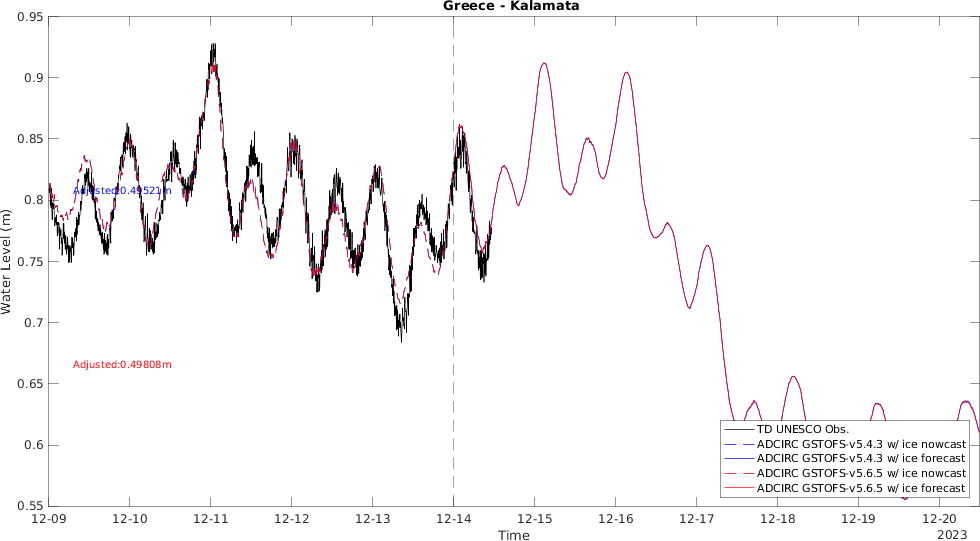 Greece - Kalamata
0.95
0.9
0.85
0.8
0.75
0.7
0.65
0.6
0.55
Water Level (m)
Adjusted:0.49521m
Adjusted:0.49808m
TD UNESCO Obs.
ADCIRC GSTOFS-v5.4.3 w/ ice nowcast
ADCIRC GSTOFS-v5.4.3 w/ ice forecast
ADCIRC GSTOFS-v5.6.5 w/ ice nowcast
ADCIRC GSTOFS-v5.6.5 w/ ice forecast
12-09 12-10 12-11 12-12 12-13 12-14 12-15 12-16 12-17 12-18 12-19 12-20
Time
2023